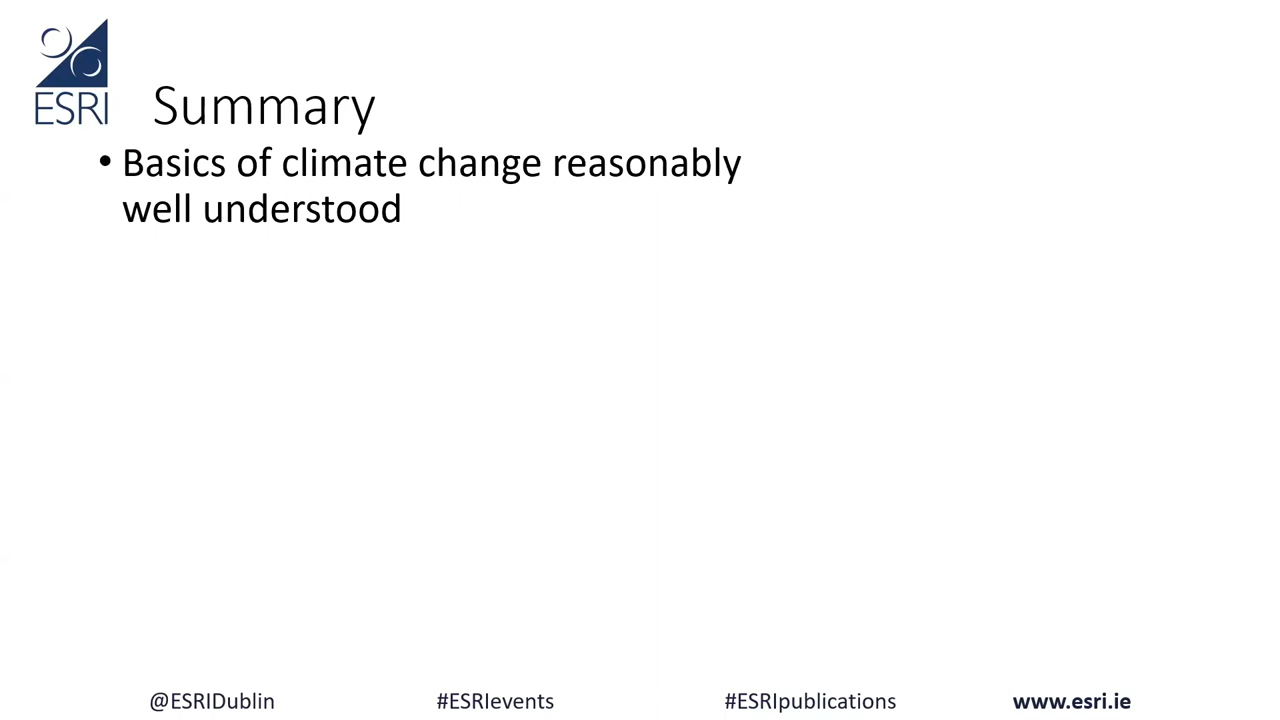 ESRI
Summary
• Basics of climate change reasonably
well understood
@ESRIDublin
#ESRIevents
#ESRIpublications
www.esri.ie